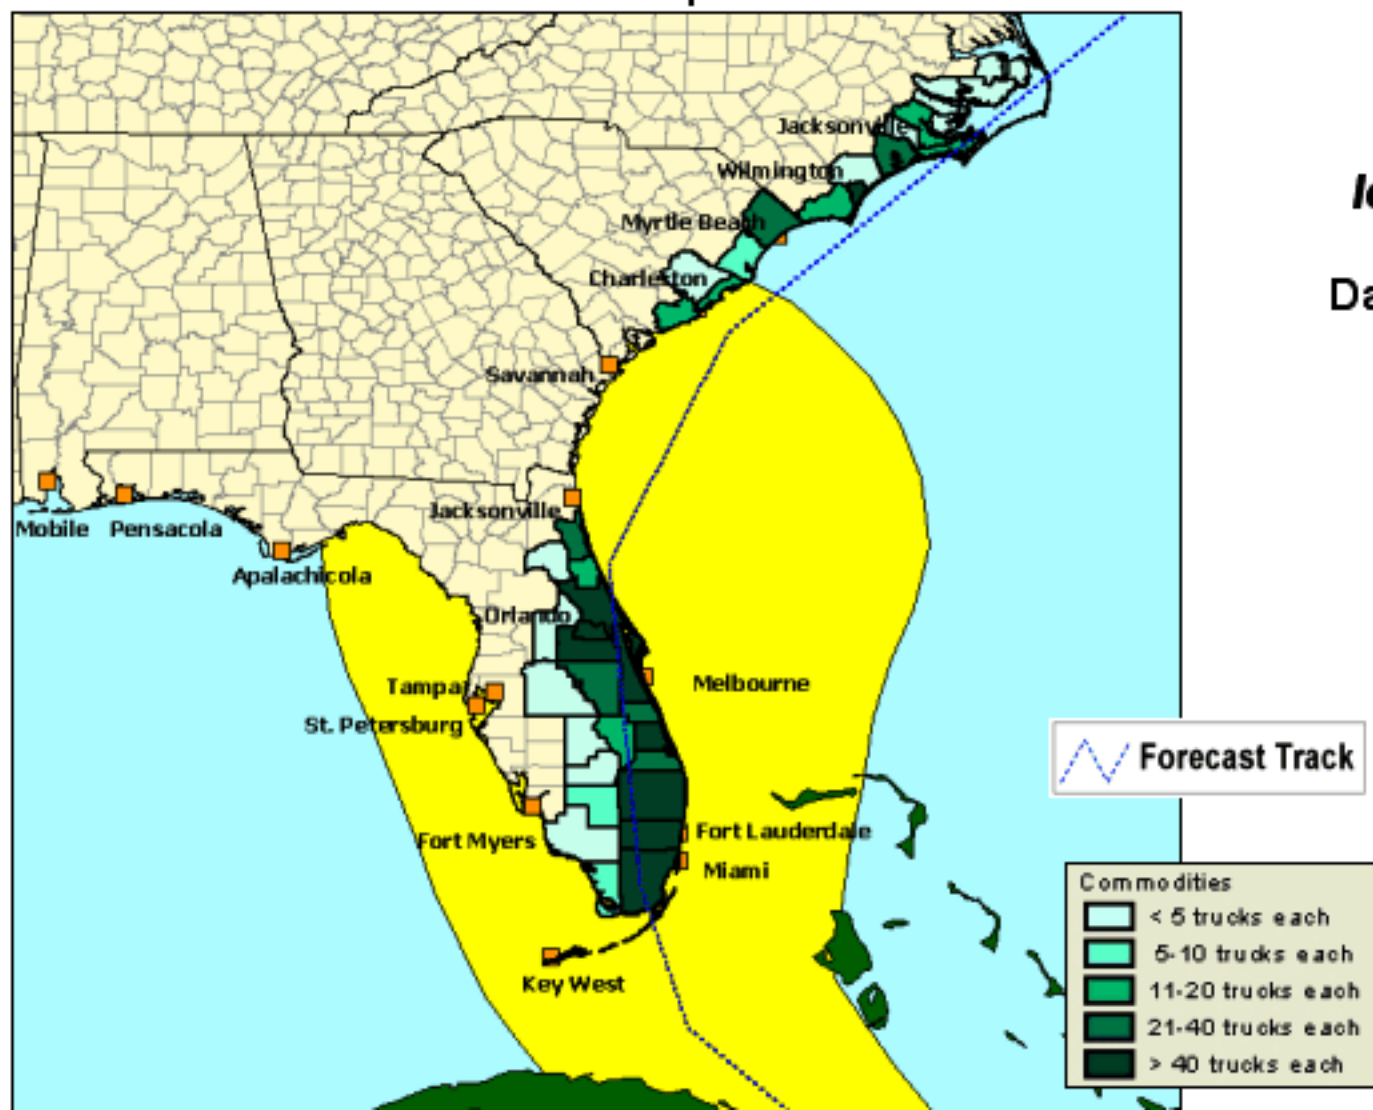 Jacksonville
Wilmington
Myrtle Beach
Charleston
Savannah
Jacksonville
Mobile
Pensacola
Apalachicola
Orlando
Tampa
Melbourne
St. Petersburg
Forecast Track
Fort Myers
Fort Lauderdale
Miami
Key West
Commodities
< 5 trucks each
5-10 trucks each
11-20 trucks each
21-40 trucks each
> 40 trucks each
Da